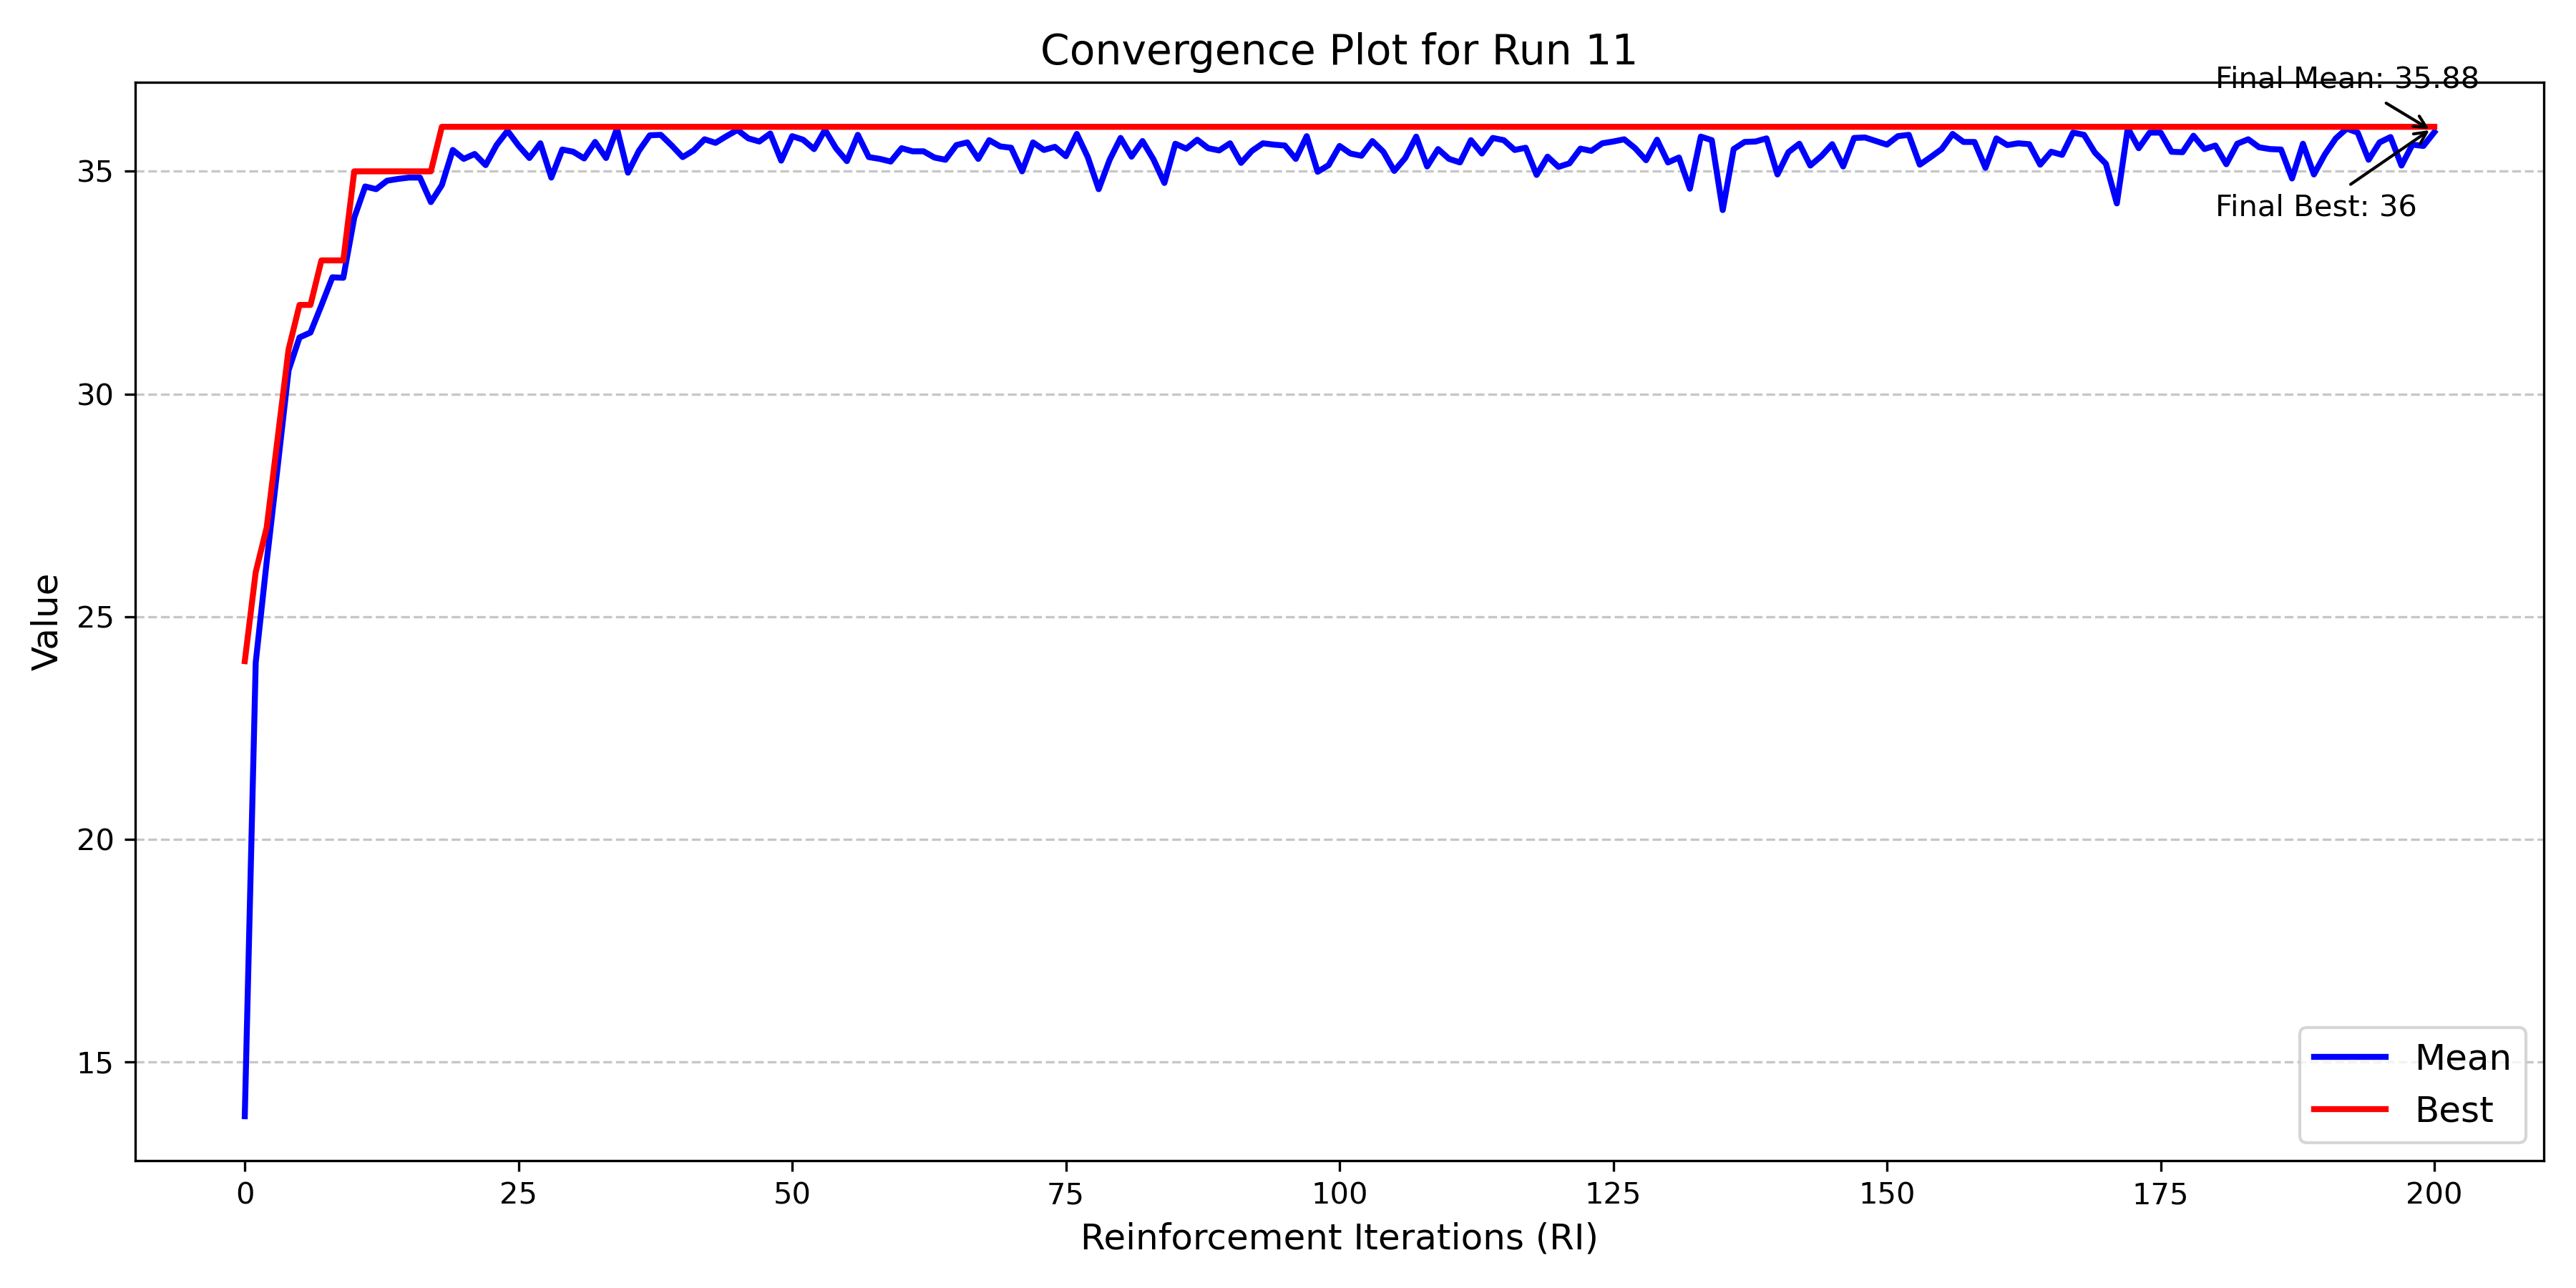 Convergence Plot for Run 11
Final Mean: 35.88
Final Best: 36
Value
35
30
25
20
15
0 25 50 75 100 125 150 175 200
Reinforcement Iterations (RI)
Mean
Best